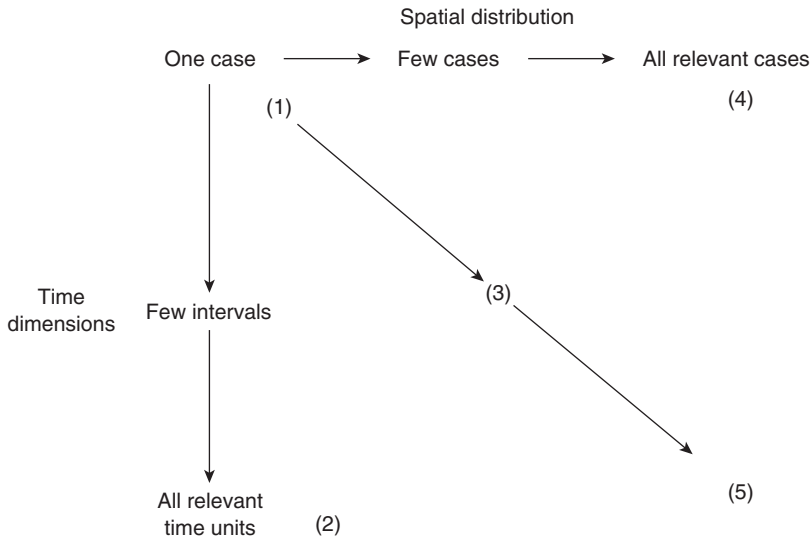 Spatial distribution
One case Few cases All relevant cases
(1) (4)
Time
dimensions
Few intervals
(3)
All relevant
time units
(2)
(5)